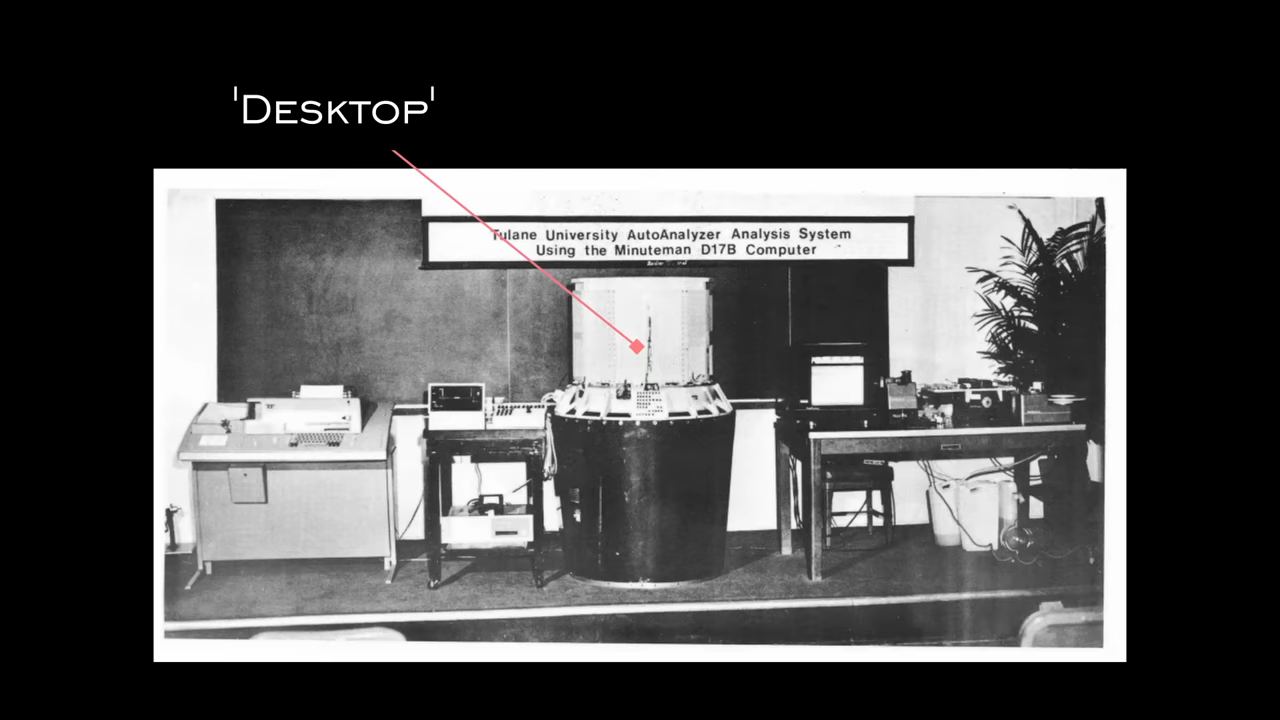 'Desktop'
Tulane University AutoAnalyzer Analysis System
Using the Minuteman D17B Computer